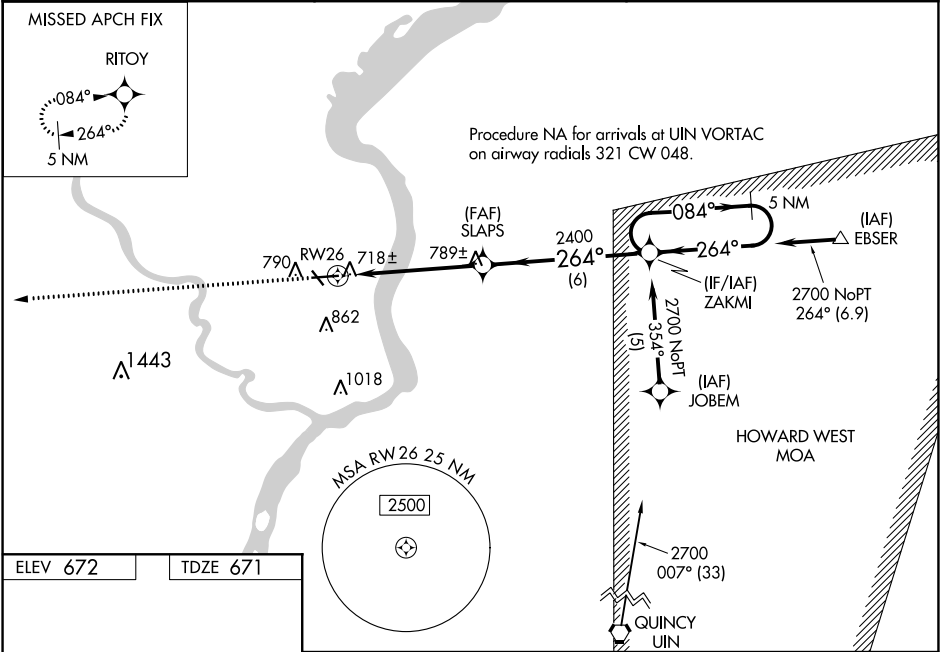 MISSED APCH FIX
RITOY
084°
264°
5 NM
Procedure NA for arrivals at UIN VORTAC
on airway radials 321 CW 048.
(FAF)
SLAPS
2400
264°
(6)
084°
5 NM
264°
(IAF)
EBSER
(IF/IAF)
ZAKMI
2700 NoPT
264° (6.9)
790
RW26
718±
789±
862
1443
1018
2700 NoPT
354°
(5)
(IAF)
JOBEM
HOWARD WEST
MOA
MSA RW26 25 NM
2500
2700
007° (33)
QUINCY
UIN
ELEV 672
TDZE 671